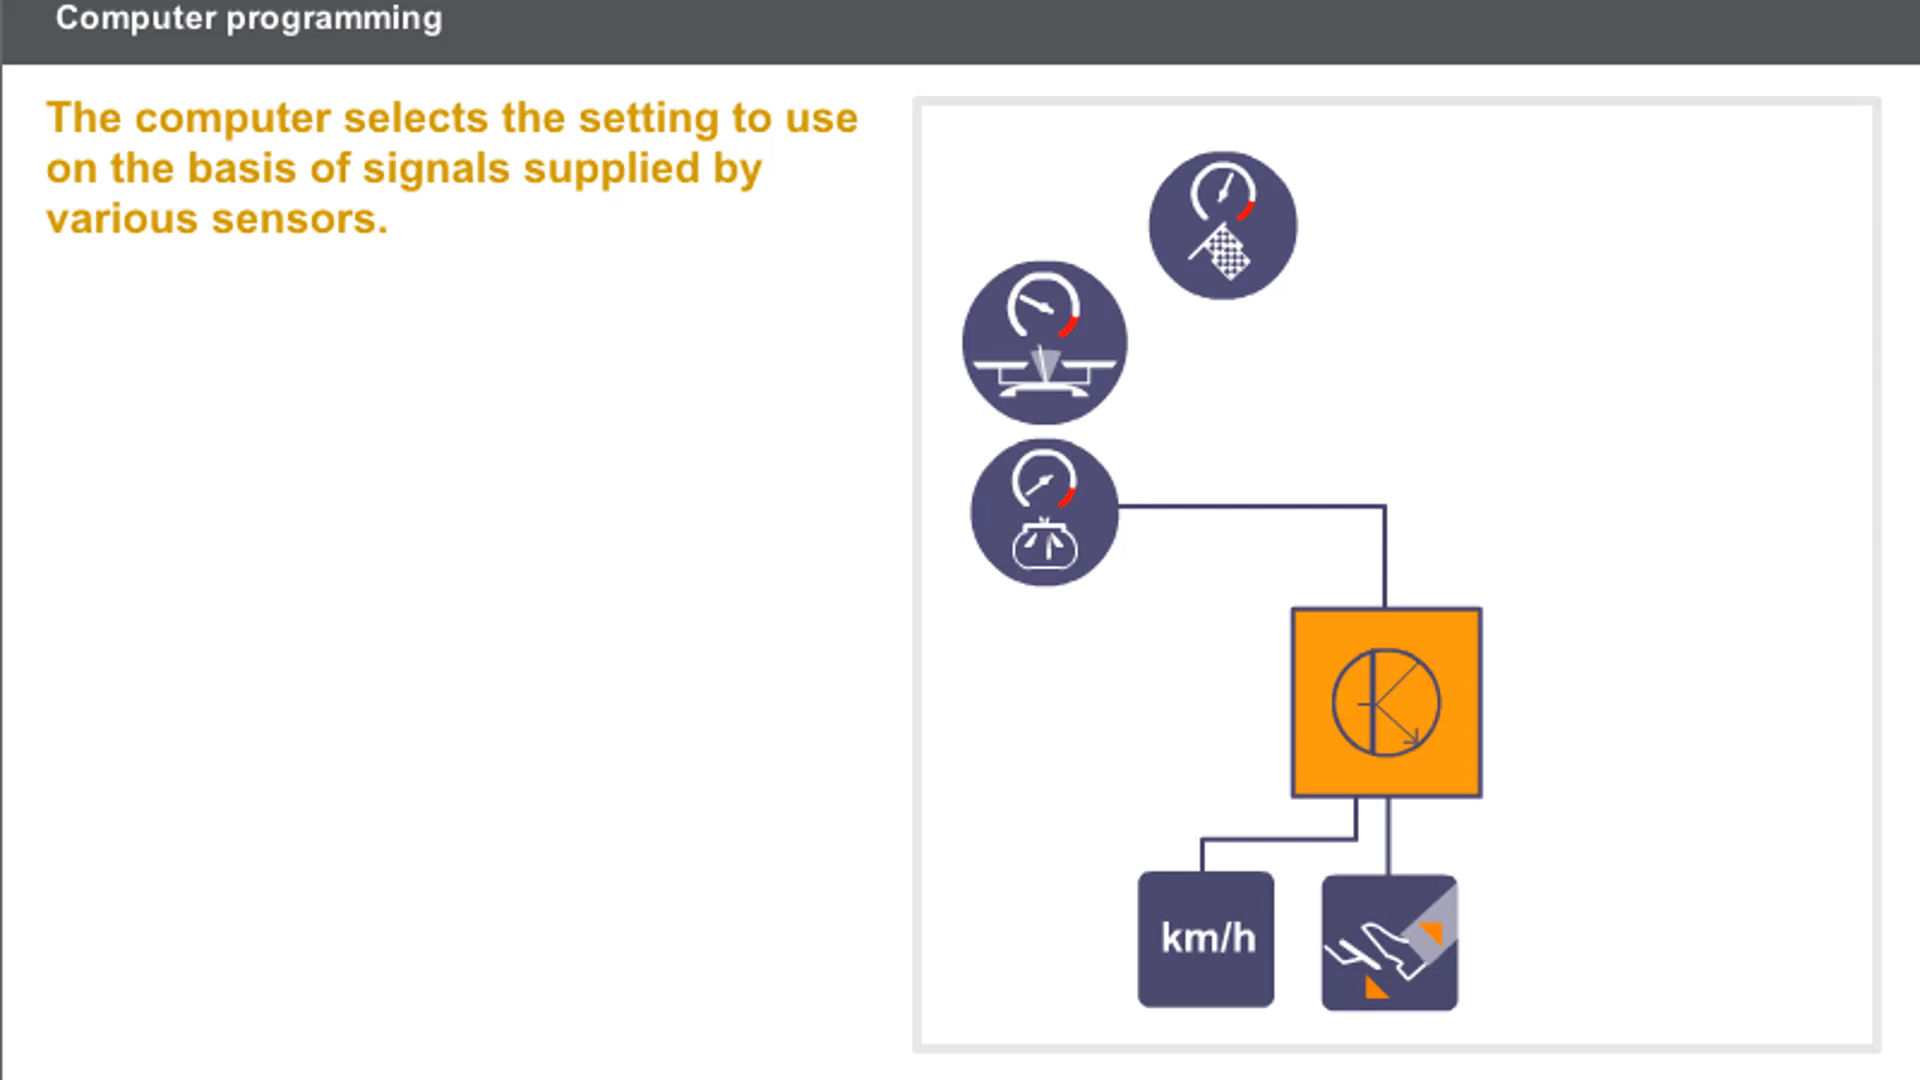 Computer programming
The computer selects the setting to use
on the basis of signals supplied by
various sensors.
km/h